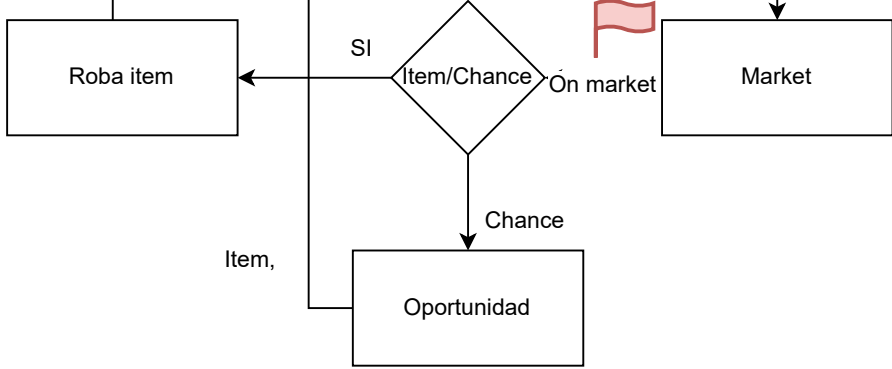 SI
Roba item
Item/Chance
On market
Market
Chance
Item,
Oportunidad